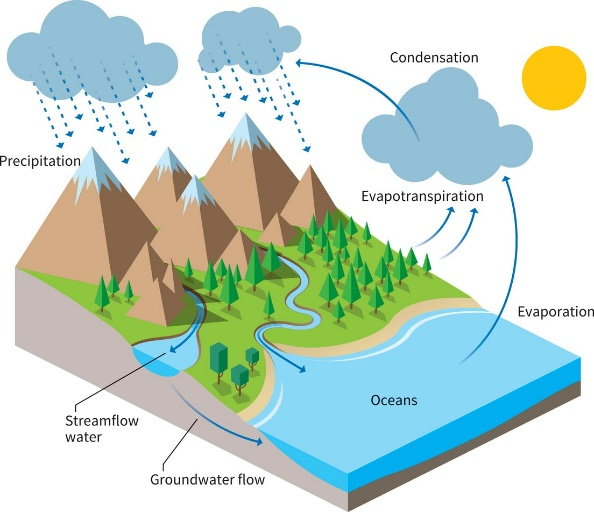 Condensation
Precipitation
Evapotranspiration
Evaporation
Oceans
Streamflow
water
Groundwater flow